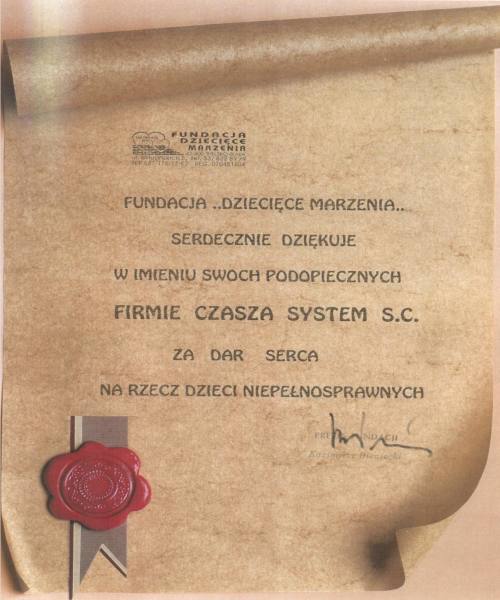 FUNDACJA
DZIECIĘCE
MARZENIA
FUNDACJA „DZIECIĘCE MARZENIA„
SERDECZNIE DZIĘKUJE
W IMIENIU SWOCH PODOPIECZNYCH
FIRMIE CZASZA SYSTEM S.C.
ZA DAR SERCA
NA RZECZ DZIECI NIEPEŁNOSPRAWNYCH
Kazimierz